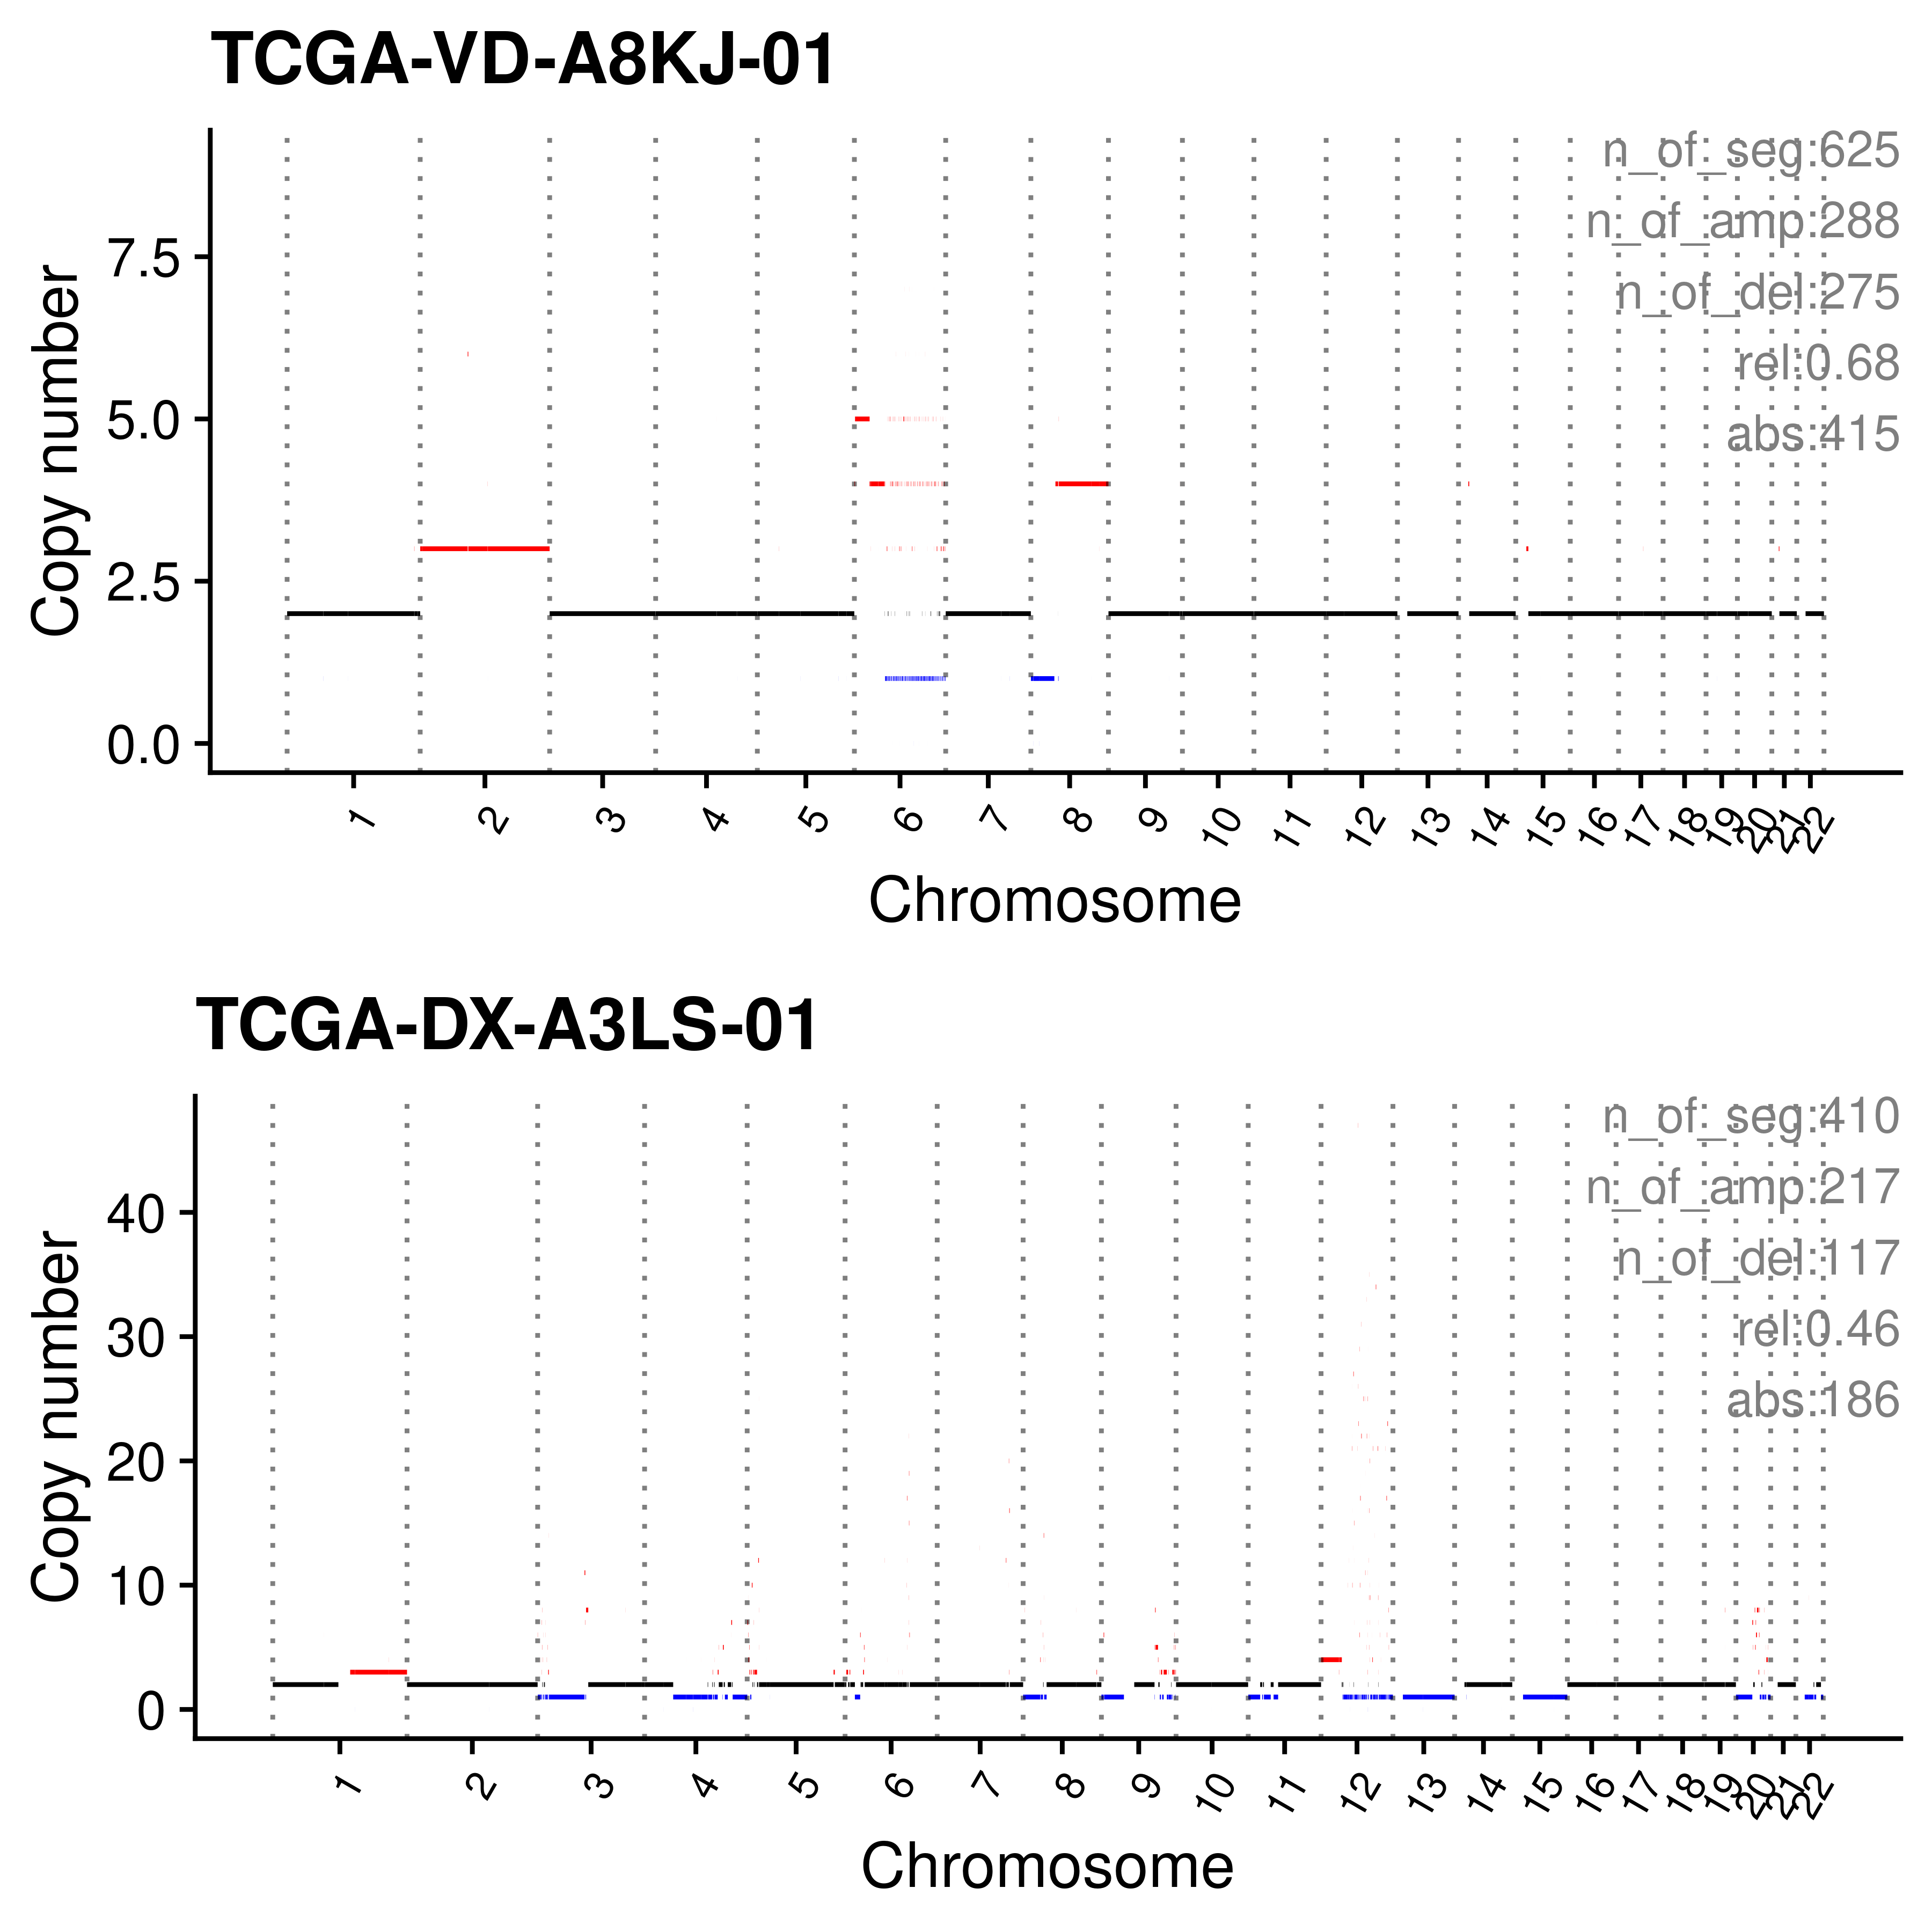 TCGA-VD-A8KJ-01
n_of_seg:625
n_of_amp:288
n_of_del:275
rel:0.68
abs:415
7.5
5.0
2.5
0.0
Copy number
1 2 3 4 5 6 7 8 9 10 11 12 13 14 15 16 17 18 19 20 21 22
Chromosome
TCGA-DX-A3LS-01
n_of_seg:410
n_of_amp:217
n_of_del:117
rel:0.46
abs:186
40
30
20
10
0
Copy number
1 2 3 4 5 6 7 8 9 10 11 12 13 14 15 16 17 18 19 20 21 22
Chromosome